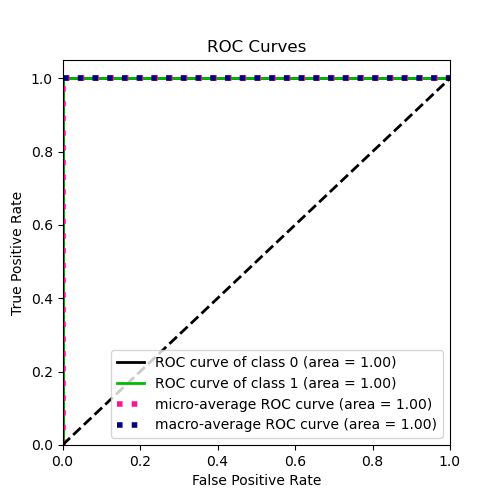 ROC Curves
True Positive Rate
1.0
0.8
0.6
0.4
0.2
0.0
ROC curve of class 0 (area = 1.00)
ROC curve of class 1 (area = 1.00)
micro-average ROC curve (area = 1.00)
macro-average ROC curve (area = 1.00)
0.0 0.2 0.4 0.6 0.8 1.0
False Positive Rate